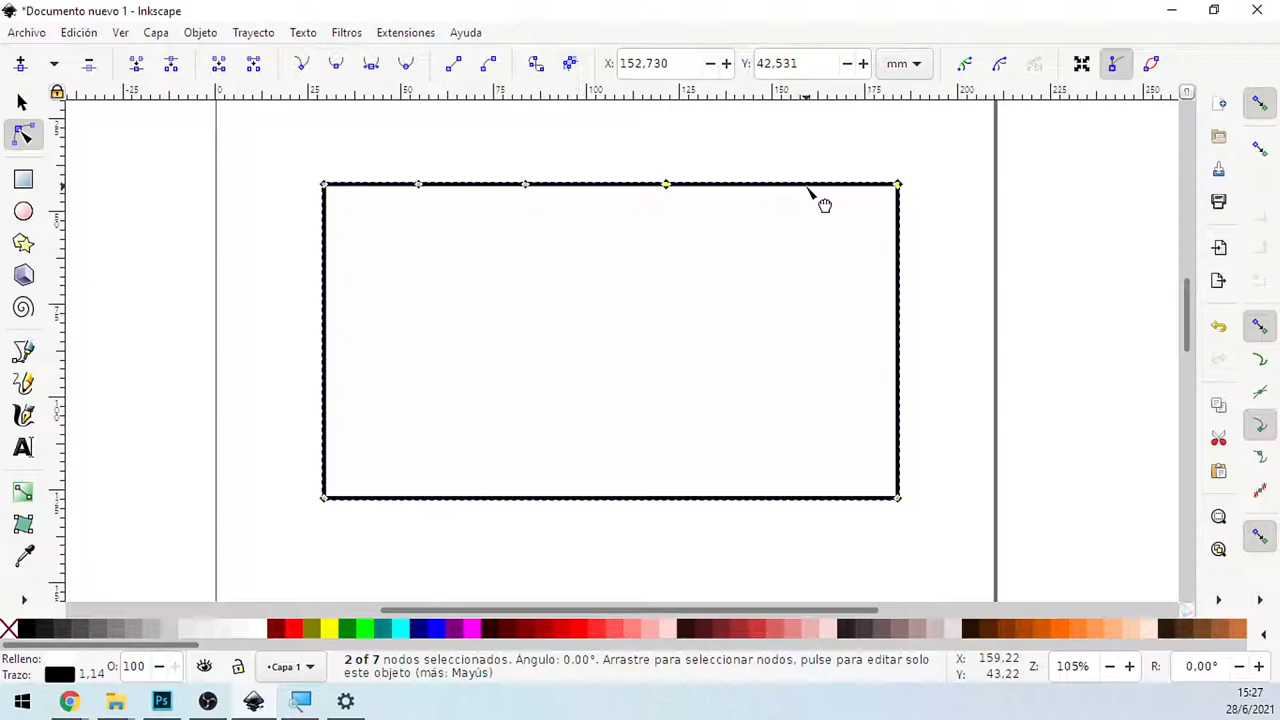 *Documento nuevo 1 - Inkscape
Archivo Edición Ver Capa Objeto Trayecto Filtros Texto Extensiones Ayuda
X: 152,730 Y: 42,531 mm
-25 0 25 50 75 100 125 150 175 200 225 250
Relleno: O: 100 Capa 1 2 of 7 nodos seleccionados. Ángulo: 0.00°. Arrastre para seleccionar nodos, pulse para editar solo X: 159,22 Z: 105% R: 0,00°
Trazo: 1,14 este objeto (más: Mayús) Y: 43,22
Ps
15:27
28/6/2021